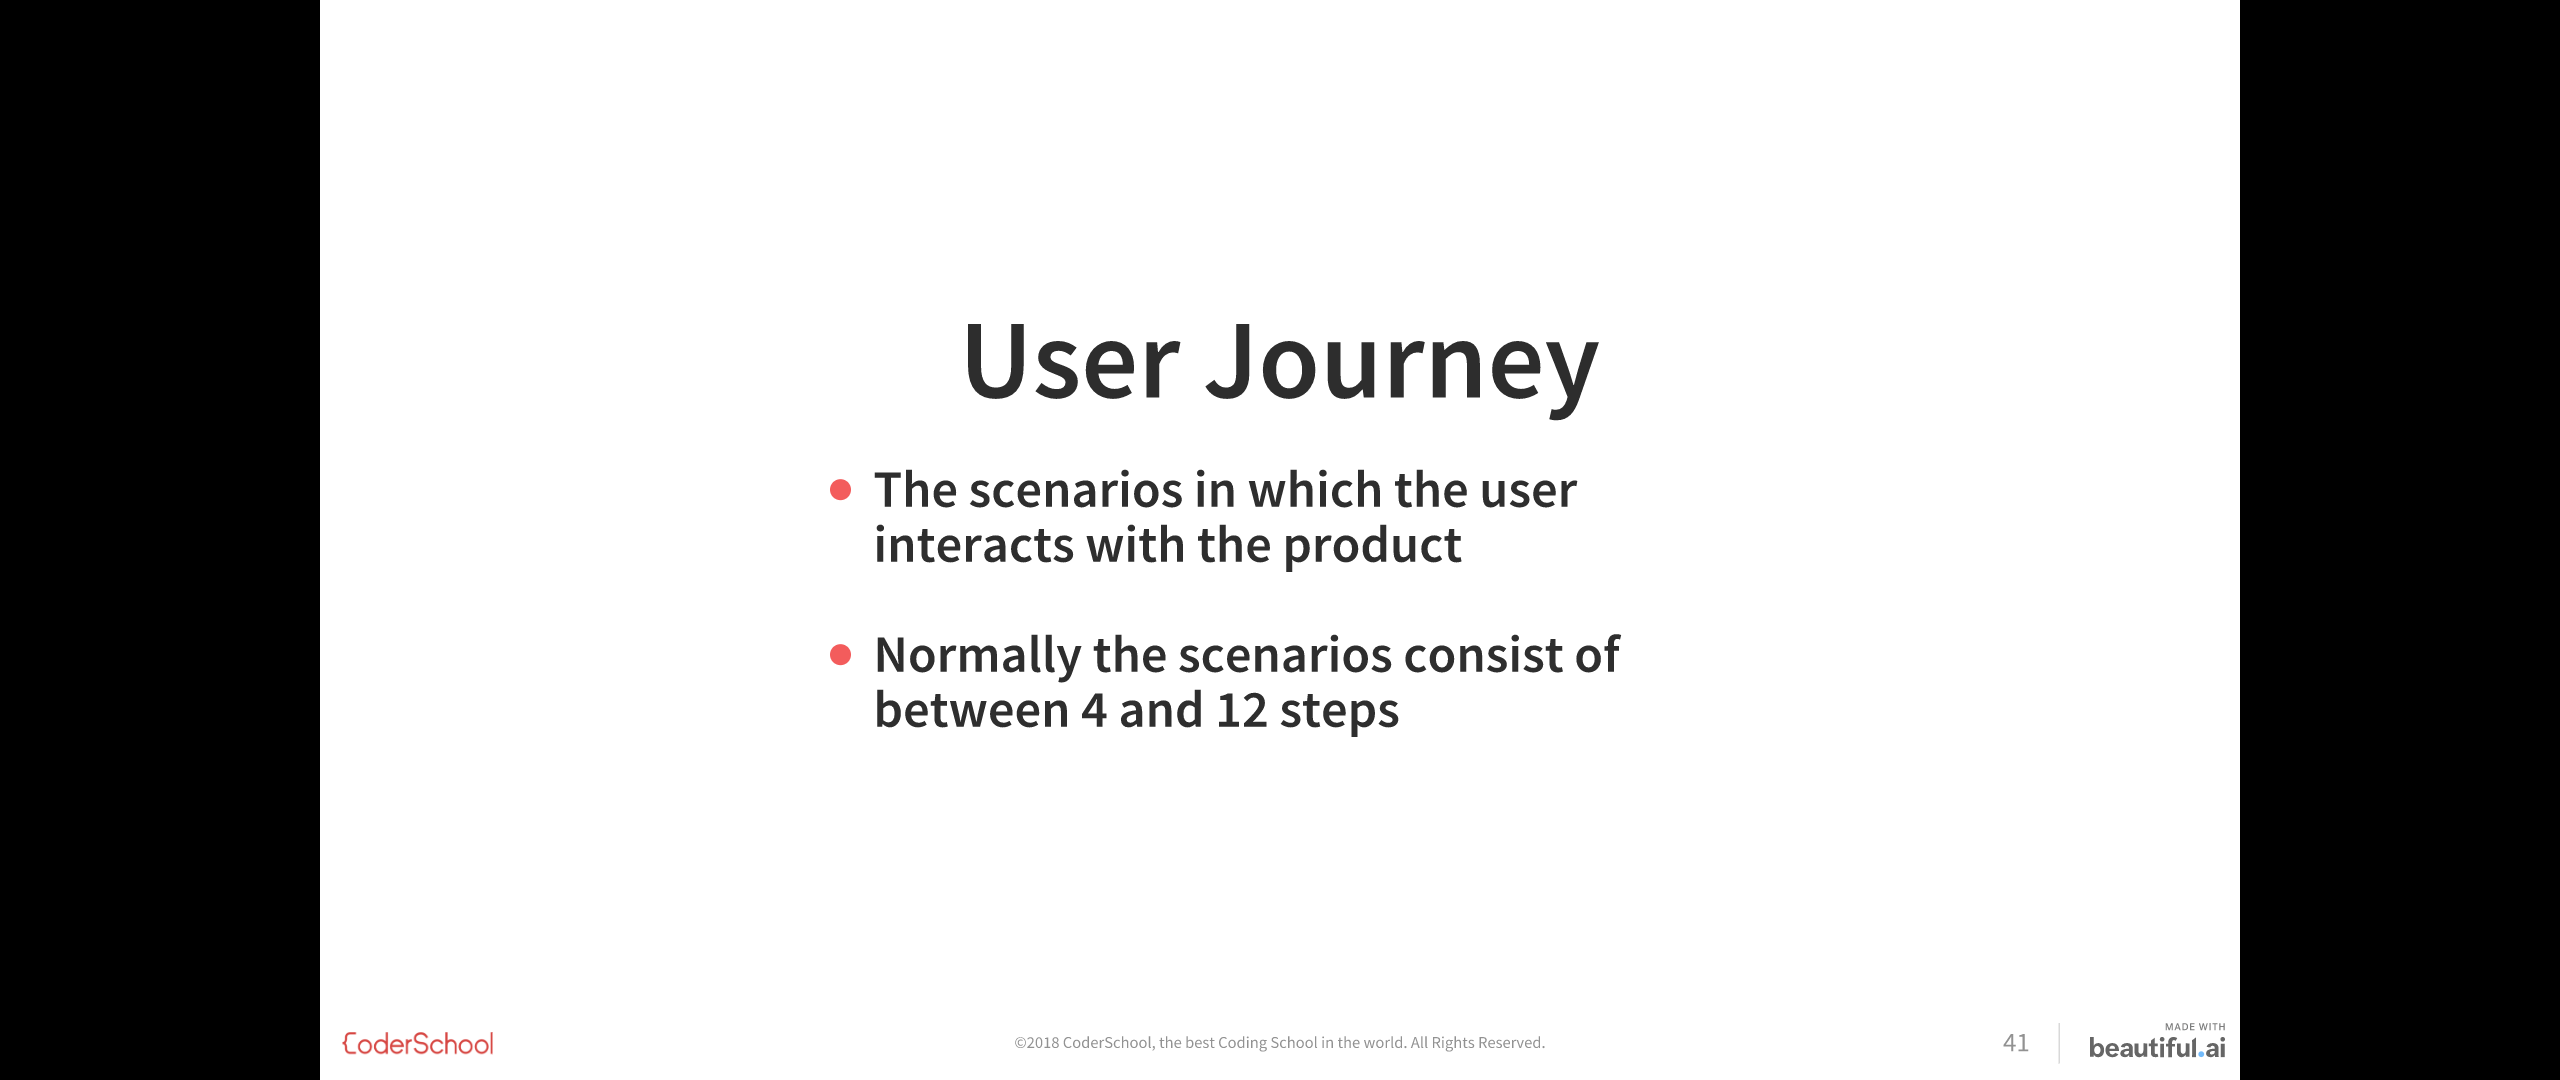 User Journey
The scenarios in which the user
interacts with the product
Normally the scenarios consist of
between 4 and 12 steps
CoderSchool
©2018 CoderSchool, the best Coding School in the world. All Rights Reserved.
41
MADE WITH
beautiful.ai